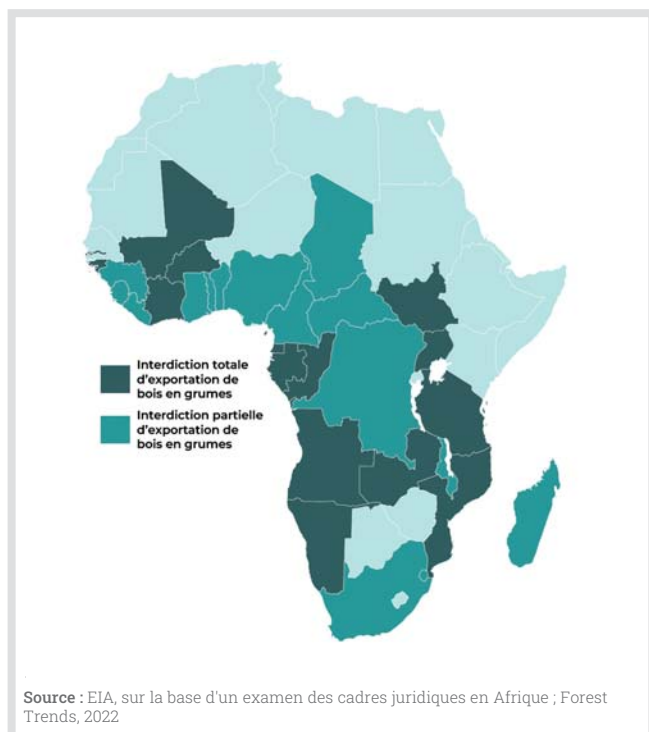 Interdiction totale
d'exportation de
bois en grumes
Interdiction partielle
d'exportation de
bois en grumes
Source : EIA, sur la base d'un examen des cadres juridiques en Afrique ; Forest
Trends, 2022